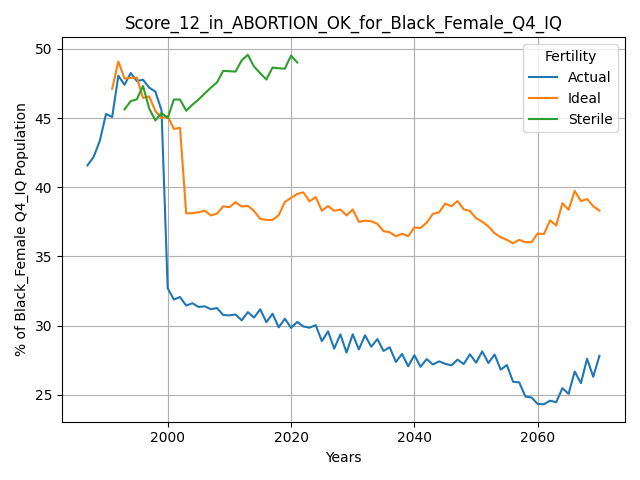 Score_12_in_ABORTION_OK_for_Black_Female_Q4_IQ
% of Black_Female Q4_IQ Population
50
45
40
35
30
25
Fertility
Actual
Ideal
Sterile
2000
2020
2040
2060
Years